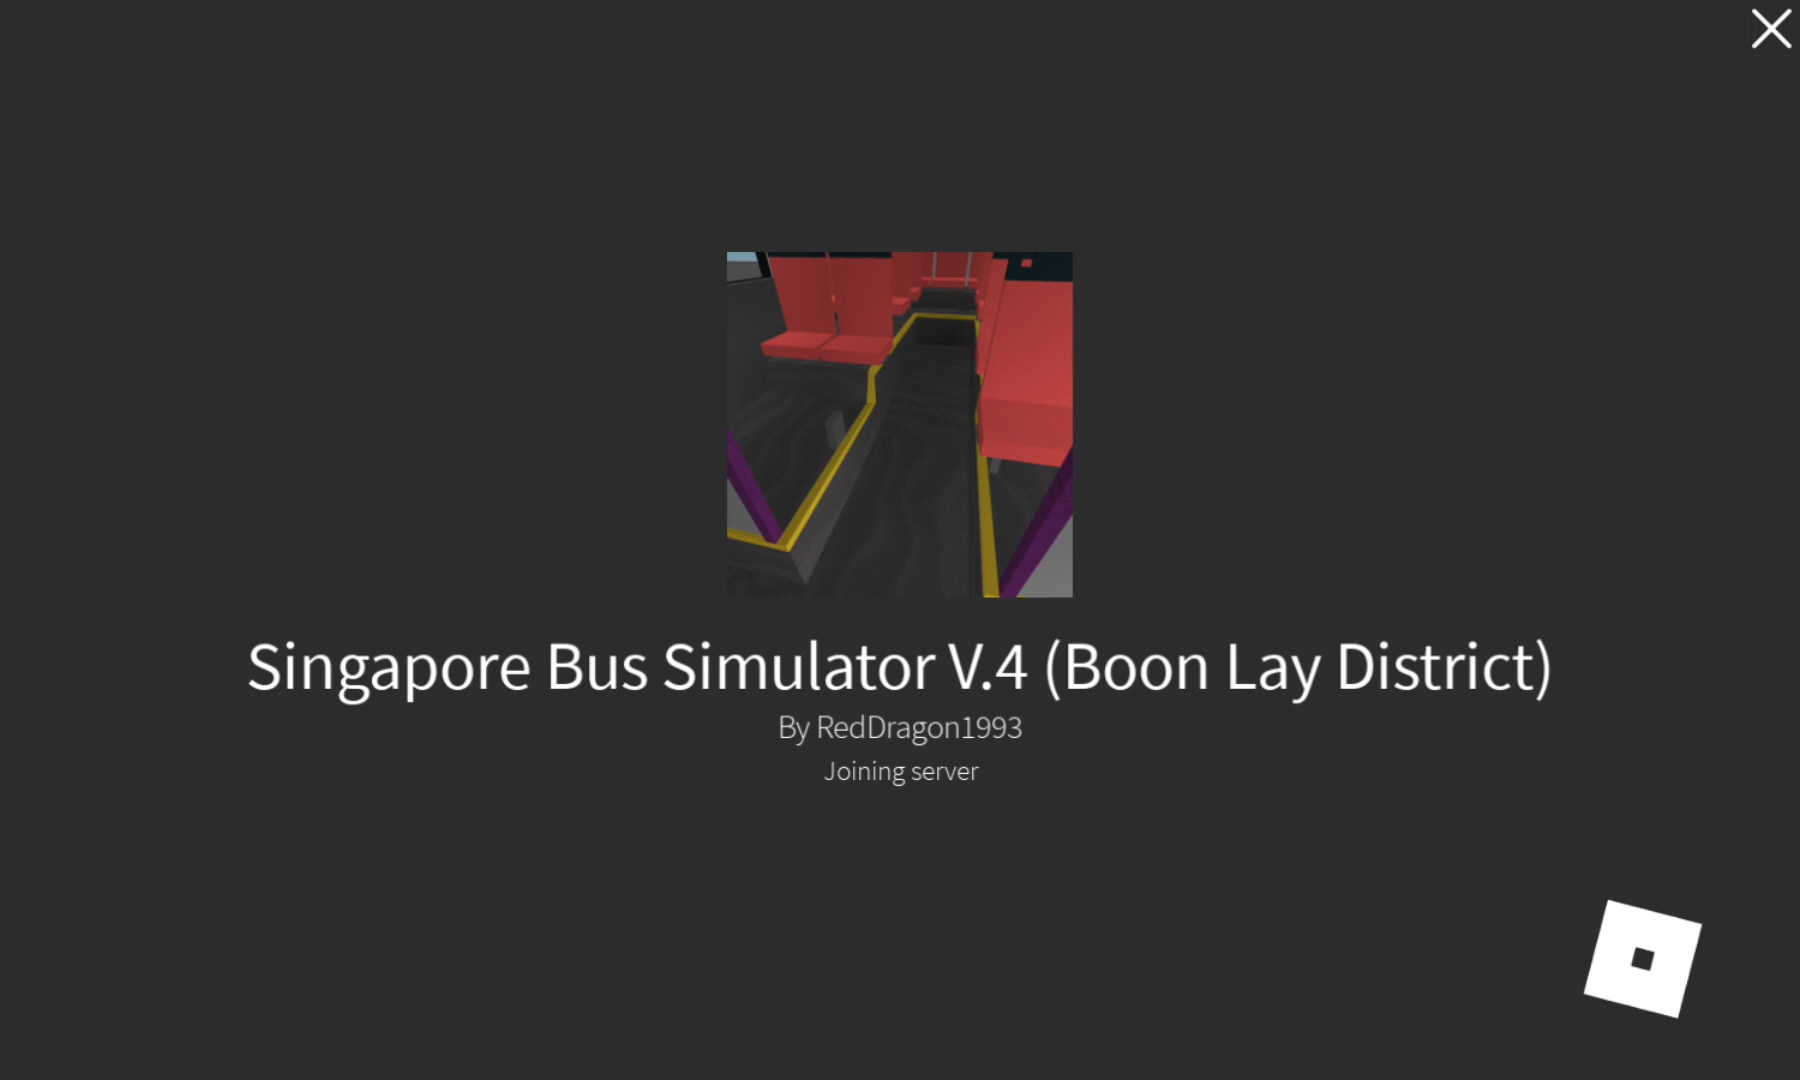 Singapore Bus Simulator V.4 (Boon Lay District)
By RedDragon1993
Joining server